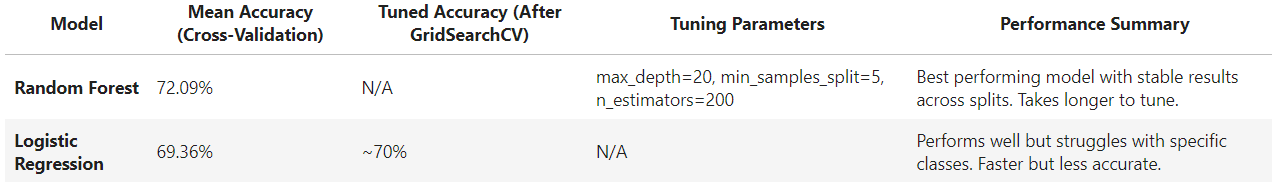 Model Mean Accuracy (Cross-Validation) Tuned Accuracy (After GridSearchCV) Tuning Parameters Performance Summary
Random Forest 72.09% N/A max_depth=20, min_samples_split=5, n_estimators=200 Best performing model with stable results across splits. Takes longer to tune.
Logistic Regression 69.36% ~70% N/A Performs well but struggles with specific classes. Faster but less accurate.